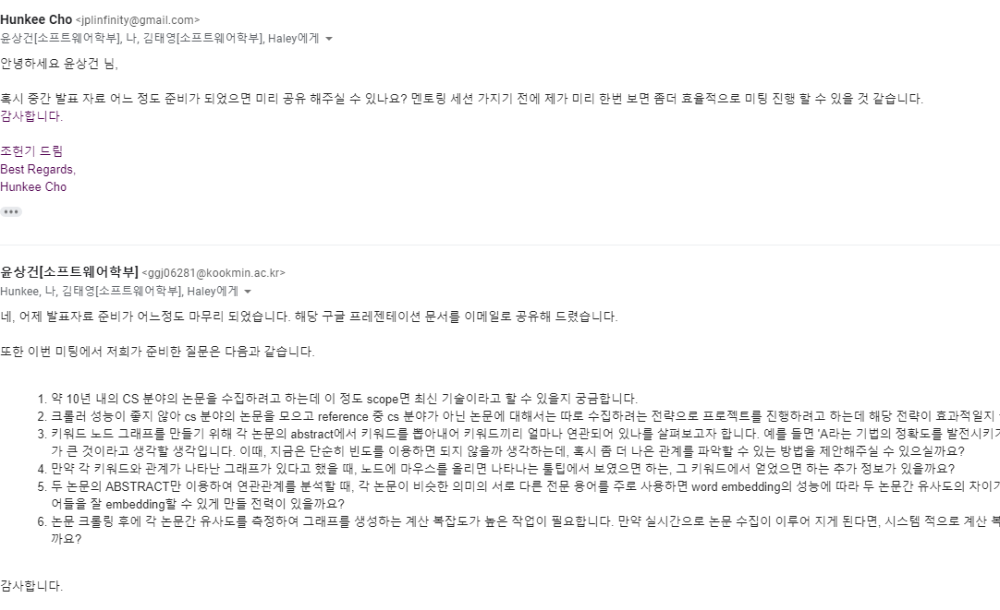 Hunkee Cho <jplinfinity@gmail.com>
윤상건[소프트웨어학부], 나, 김태영[소프트웨어학부], Haley에게
안녕하세요 윤상건 님,
혹시 중간 발표 자료 어느 정도 준비가 되었으면 미리 공유 해주실 수 있나요? 멘토링 세션 가지기 전에 제가 미리 한번 보면 좀더 효율적으로 미팅 진행 할 수 있을 것 같습니다.
감사합니다.
조헌기 드림
Best Regards,
Hunkee Cho
윤상건[소프트웨어학부] <ggj06281@kookmin.ac.kr>
Hunkee, 나, 김태영[소프트웨어학부], Haley에게
네, 어제 발표자료 준비가 어느정도 마무리 되었습니다. 해당 구글 프레젠테이션 문서를 이메일로 공유해 드렸습니다.
또한 이번 미팅에서 저희가 준비한 질문은 다음과 같습니다.
1. 약 10년 내의 CS 분야의 논문을 수집하려고 하는데 이 정도 scope면 최신 기술이라고 할 수 있을지 궁금합니다.
2. 크롤러 성능이 좋지 않아 cs 분야의 논문을 모으고 reference 중 cs 분야가 아닌 논문에 대해서는 따로 수집하려는 전략으로 프로젝트를 진행하려고 하는데 해당 전략이 효과적일지
3. 키워드 노드 그래프를 만들기 위해 각 논문의 abstract에서 키워드를 뽑아내어 키워드끼리 얼마나 연관되어 있나를 살펴보고자 합니다. 예를 들면 'A라는 기법의 정확도를 발전시키기
가 큰 것이라고 생각할 생각입니다. 이때, 지금은 단순히 빈도를 이용하면 되지 않을까 생각하는데, 혹시 좀 더 나은 관계를 파악할 수 있는 방법을 제안해주실 수 있으실까요?
4. 만약 각 키워드와 관계가 나타난 그래프가 있다고 했을 때, 노드에 마우스를 올리면 나타나는 툴팁에서 보였으면 하는, 그 키워드에서 얻었으면 하는 추가 정보가 있을까요?
5. 두 논문의 ABSTRACT만 이용하여 연관관계를 분석할 때, 각 논문이 비슷한 의미의 서로 다른 전문 용어를 주로 사용하면 word embedding의 성능에 따라 두 논문간 유사도의 차이가
어들을 잘 embedding할 수 있게 만들 전력이 있을까요?
6. 논문 크롤링 후에 각 논문간 유사도를 측정하여 그래프를 생성하는 계산 복잡도가 높은 작업이 필요합니다. 만약 실시간으로 논문 수집이 이루어 지게 된다면, 시스템 적으로 계산 복
까요?
감사합니다.